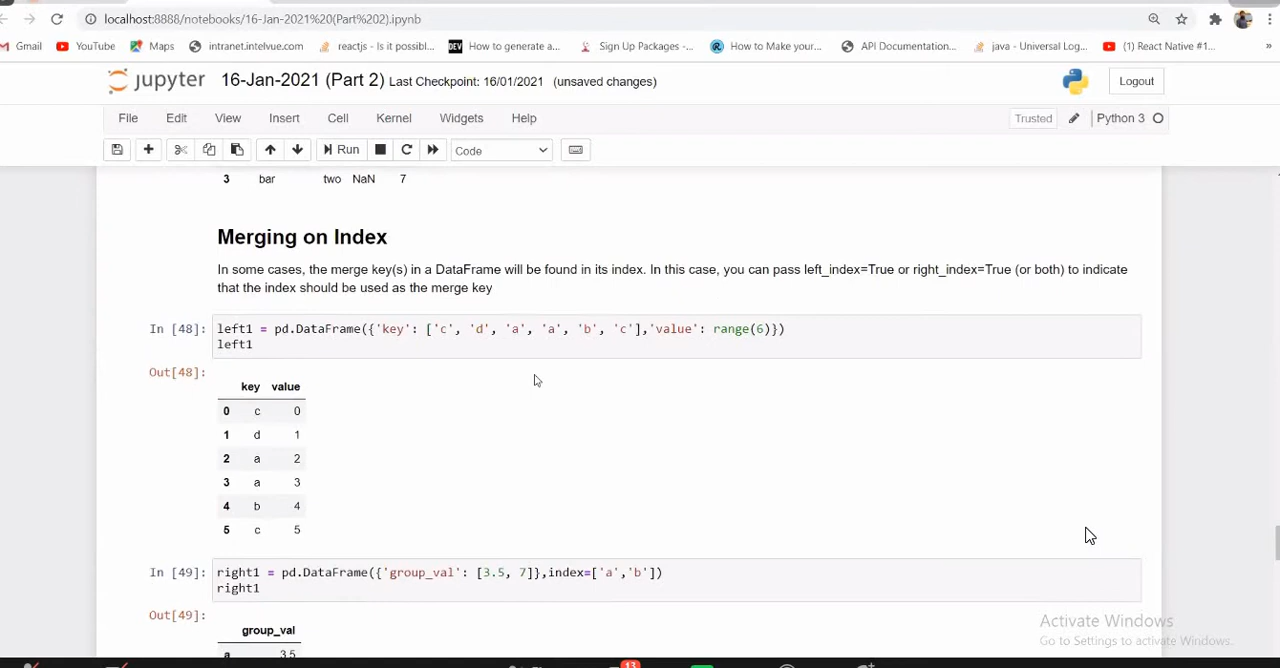 localhost:8888/notebooks/16-Jan-2021%20(Part%202).ipynb
Gmail YouTube Maps intranet.intelvue.com reactjs - Is it possibl... DEV How to generate a... Sign Up Packages -... How to Make your... API Documentation... java - Universal Log... (1) React Native #1... »
jupyter 16-Jan-2021 (Part 2) Last Checkpoint: 16/01/2021 (unsaved changes) Logout
File Edit View Insert Cell Kernel Widgets Help Trusted Python 3
Run Code
3 bar two NaN 7
Merging on Index
In some cases, the merge key(s) in a DataFrame will be found in its index. In this case, you can pass left_index=True or right_index=True (or both) to indicate
that the index should be used as the merge key
In [48]: left1 = pd.DataFrame({'key': ['c', 'd', 'a', 'a', 'b', 'c'],'value': range(6)})
left1
Out[48]:
key value
0 c 0
1 d 1
2 a 2
3 a 3
4 b 4
5 c 5
In [49]: right1 = pd.DataFrame({'group_val': [3.5, 7]},index=['a','b'])
right1
Out[49]:
group_val
a 3.5
Activate Windows
Go to Settings to activate Windows.
13